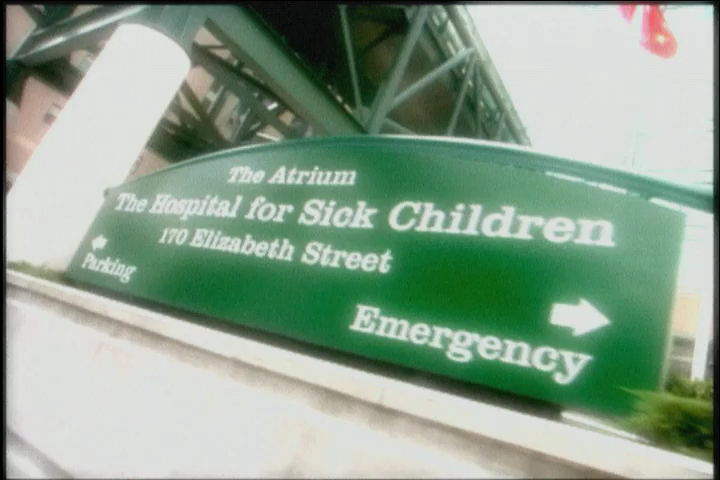 The Atrium
The Hospital for Sick Children
170 Elizabeth Street
Parking
Emergency